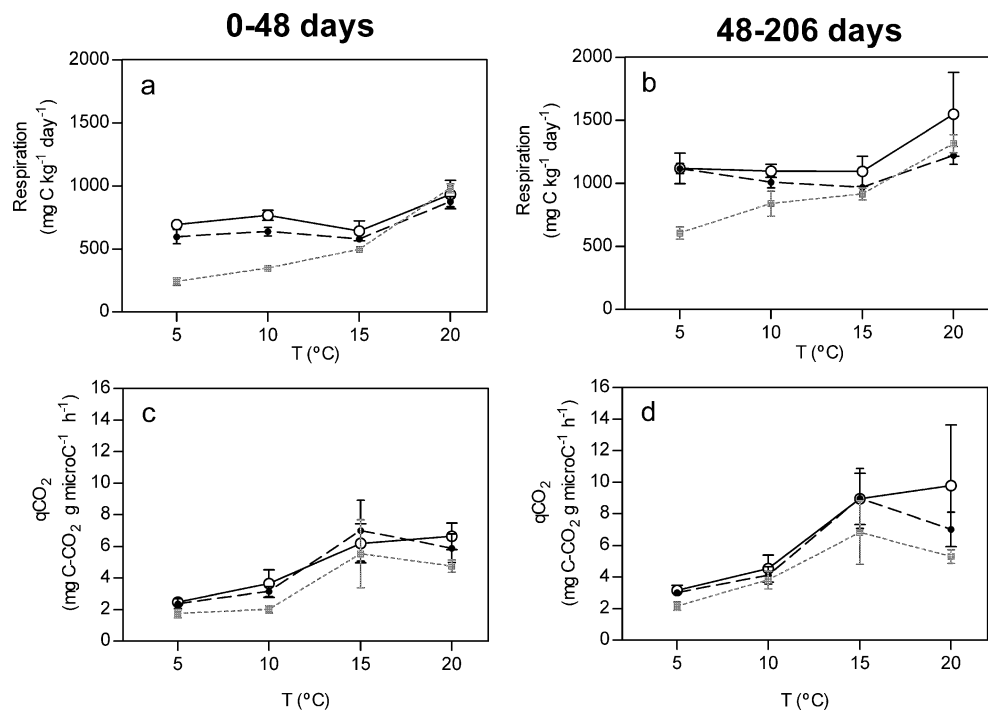 0-48 days
48-206 days
a
Respiration
(mg C kg⁻¹ day⁻¹)
2000
1500
1000
500
0
5 10 15 20
T (ºC)
b
Respiration
(mg C kg⁻¹ day⁻¹)
2000
1500
1000
500
0
5 10 15 20
T (ºC)
c
qCO₂
(mg C-CO₂ g microC⁻¹ h⁻¹)
16
14
12
10
8
6
4
2
0
5 10 15 20
T (ºC)
d
qCO₂
(mg C-CO₂ g microC⁻¹ h⁻¹)
16
14
12
10
8
6
4
2
0
5 10 15 20
T (ºC)